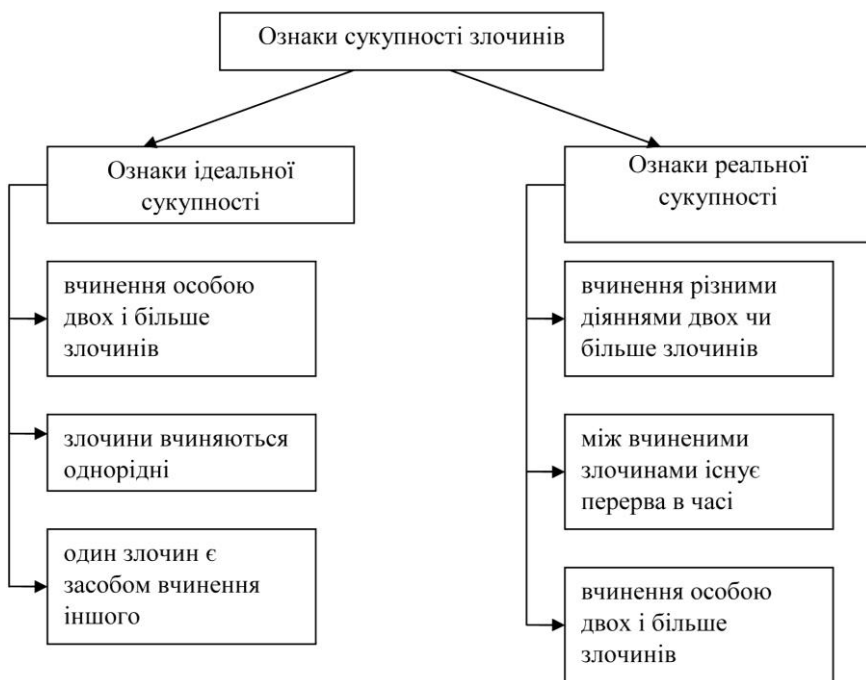 Ознаки сукупності злочинів
Ознаки ідеальної
сукупності
вчинення особою
двох і більше
злочинів
злочини вчиняються
однорідні
один злочин є
засобом вчинення
іншого
Ознаки реальної
сукупності
вчинення різними
діяннями двох чи
більше злочинів
між вчиненими
злочинами існує
перерва в часі
вчинення особою
двох і більше
злочинів